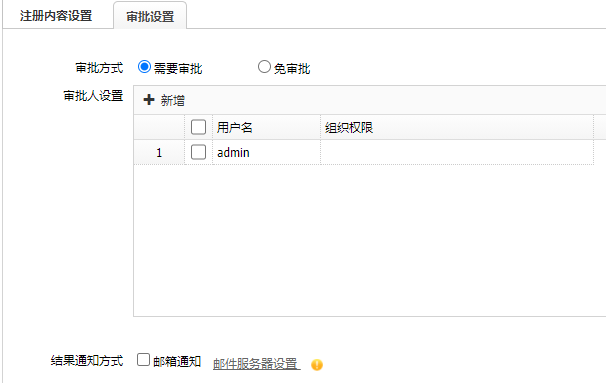 注册内容设置 审批设置
审批方式 需要审批 免审批
审批人设置
新增
用户名 组织权限
1 admin
结果通知方式 邮箱通知 邮件服务器设置